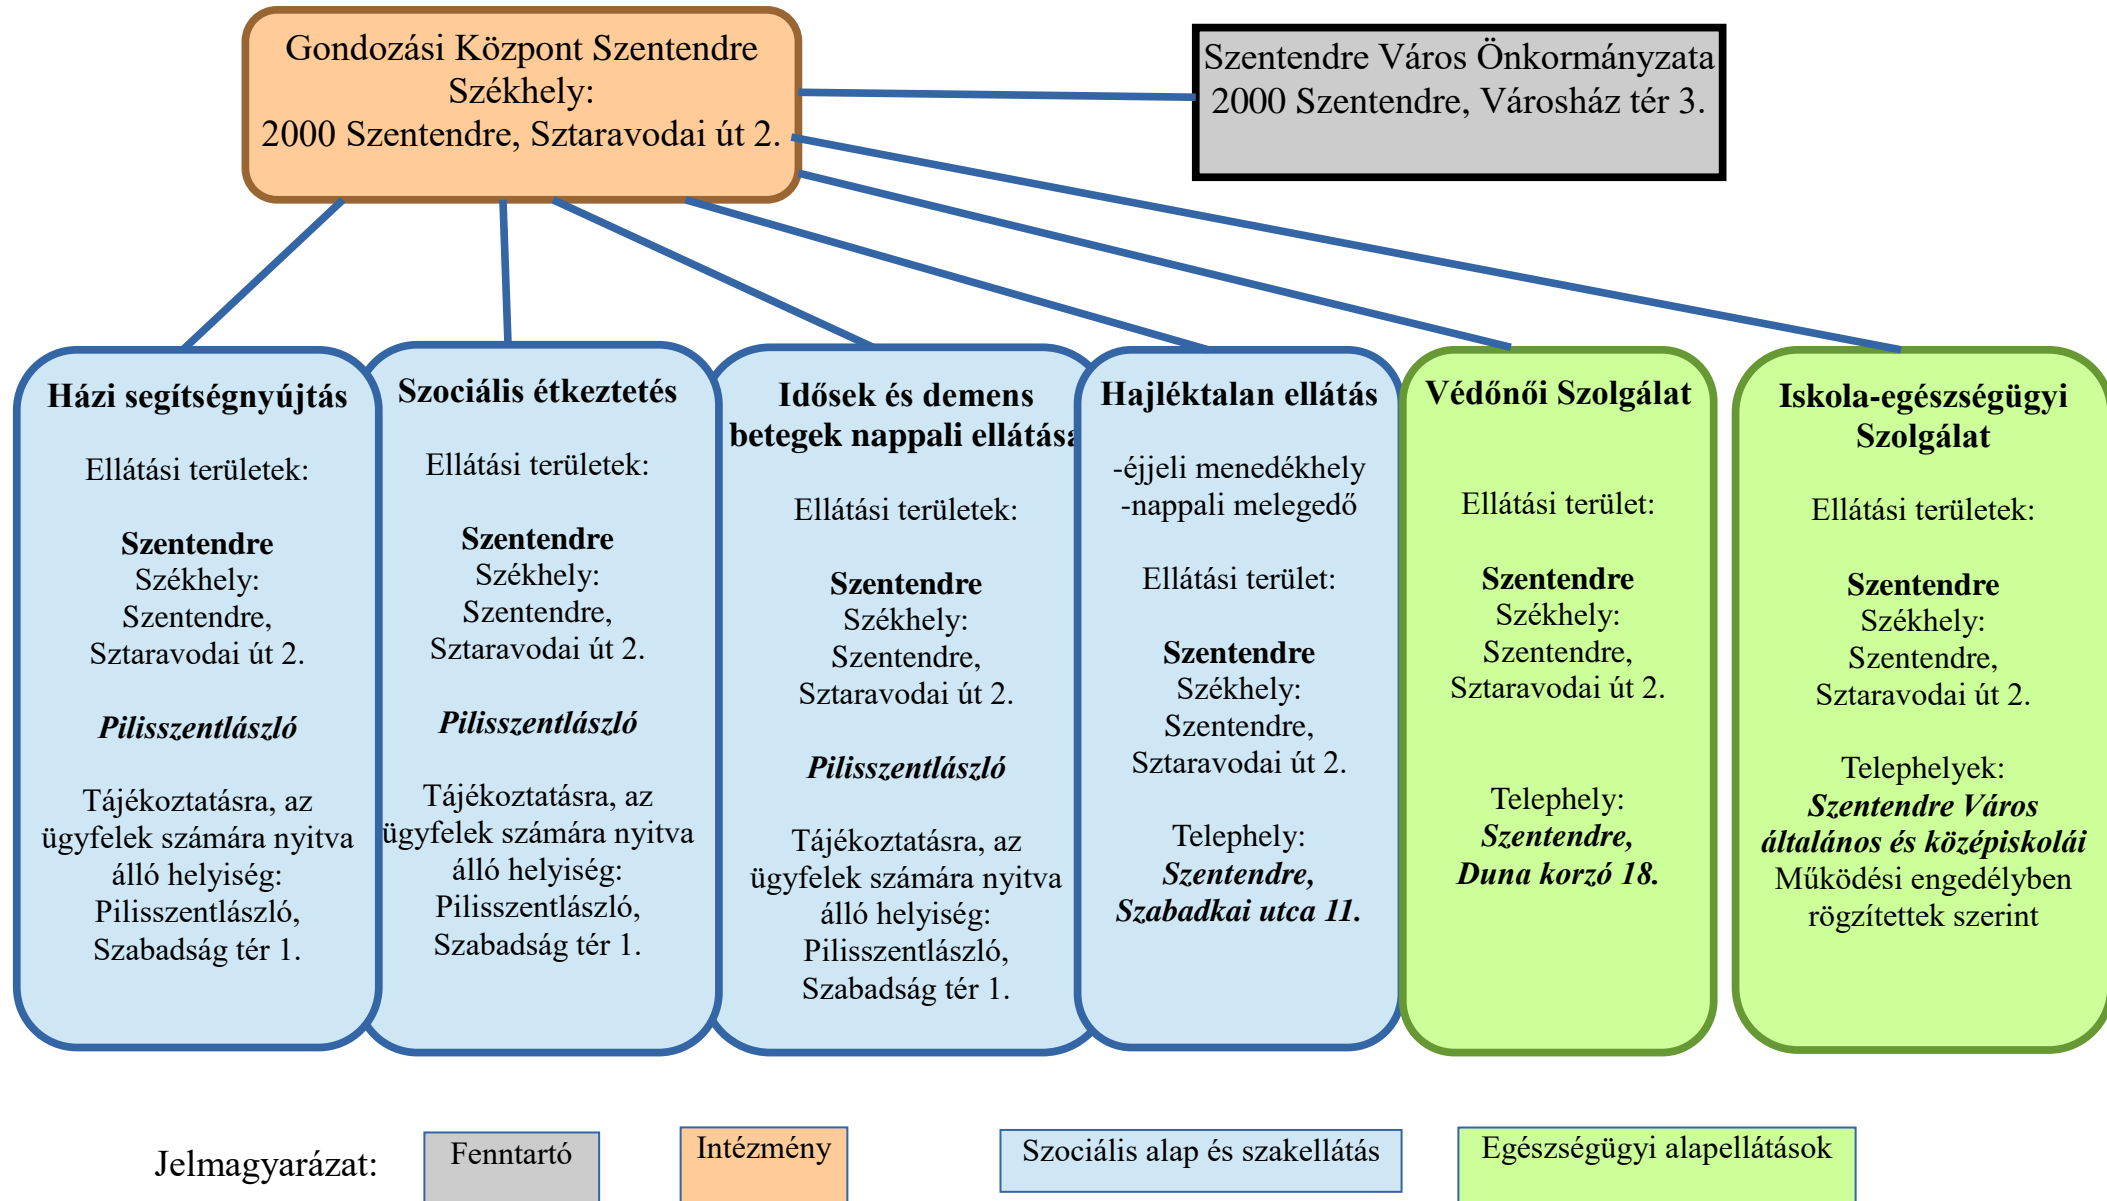 Gondozási Központ Szentendre
Székhely:
2000 Szentendre, Sztaravodai út 2.
Szentendre Város Önkormányzata
2000 Szentendre, Városház tér 3.
Házi segítségnyújtás
Ellátási területek:
Szentendre
Székhely:
Szentendre,
Sztaravodai út 2.
Pilisszentlászló
Tájékoztatásra, az
ügyfelek számára nyitva
álló helyiség:
Pilisszentlászló,
Szabadság tér 1.
Szociális étkeztetés
Ellátási területek:
Szentendre
Székhely:
Szentendre,
Sztaravodai út 2.
Pilisszentlászló
Tájékoztatásra, az
ügyfelek számára nyitva
álló helyiség:
Pilisszentlászló,
Szabadság tér 1.
Idősek és demens
betegek nappali ellátása
Ellátási területek:
Szentendre
Székhely:
Szentendre,
Sztaravodai út 2.
Pilisszentlászló
Tájékoztatásra, az
ügyfelek számára nyitva
álló helyiség:
Pilisszentlászló,
Szabadság tér 1.
Hajléktalan ellátás
-éjjeli menedékhely
-nappali melegedő
Ellátási terület:
Szentendre
Székhely:
Szentendre,
Sztaravodai út 2.
Telephely:
Szentendre,
Szabadkai utca 11.
Védőnői Szolgálat
Ellátási terület:
Szentendre
Székhely:
Szentendre,
Sztaravodai út 2.
Telephely:
Szentendre,
Duna korzó 18.
Iskola-egészségügyi
Szolgálat
Ellátási területek:
Szentendre
Székhely:
Szentendre,
Sztaravodai út 2.
Telephelyek:
Szentendre Város
általános és középiskolái
Működési engedélyben
rögzítettek szerint
Jelmagyarázat:
Fenntartó
Intézmény
Szociális alap és szakellátás
Egészségügyi alapellátások